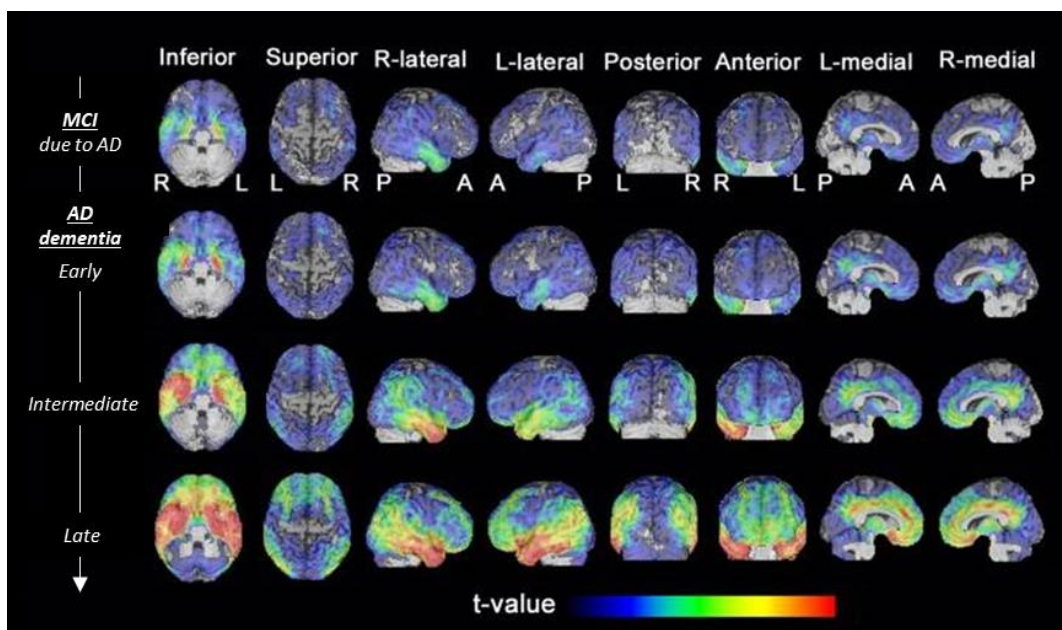 Inferior Superior R-lateral L-lateral Posterior Anterior L-medial R-medial
MCI
due to AD
R L L R P A A P L R R L P A A P
AD
dementia
Early
Intermediate
Late
t-value